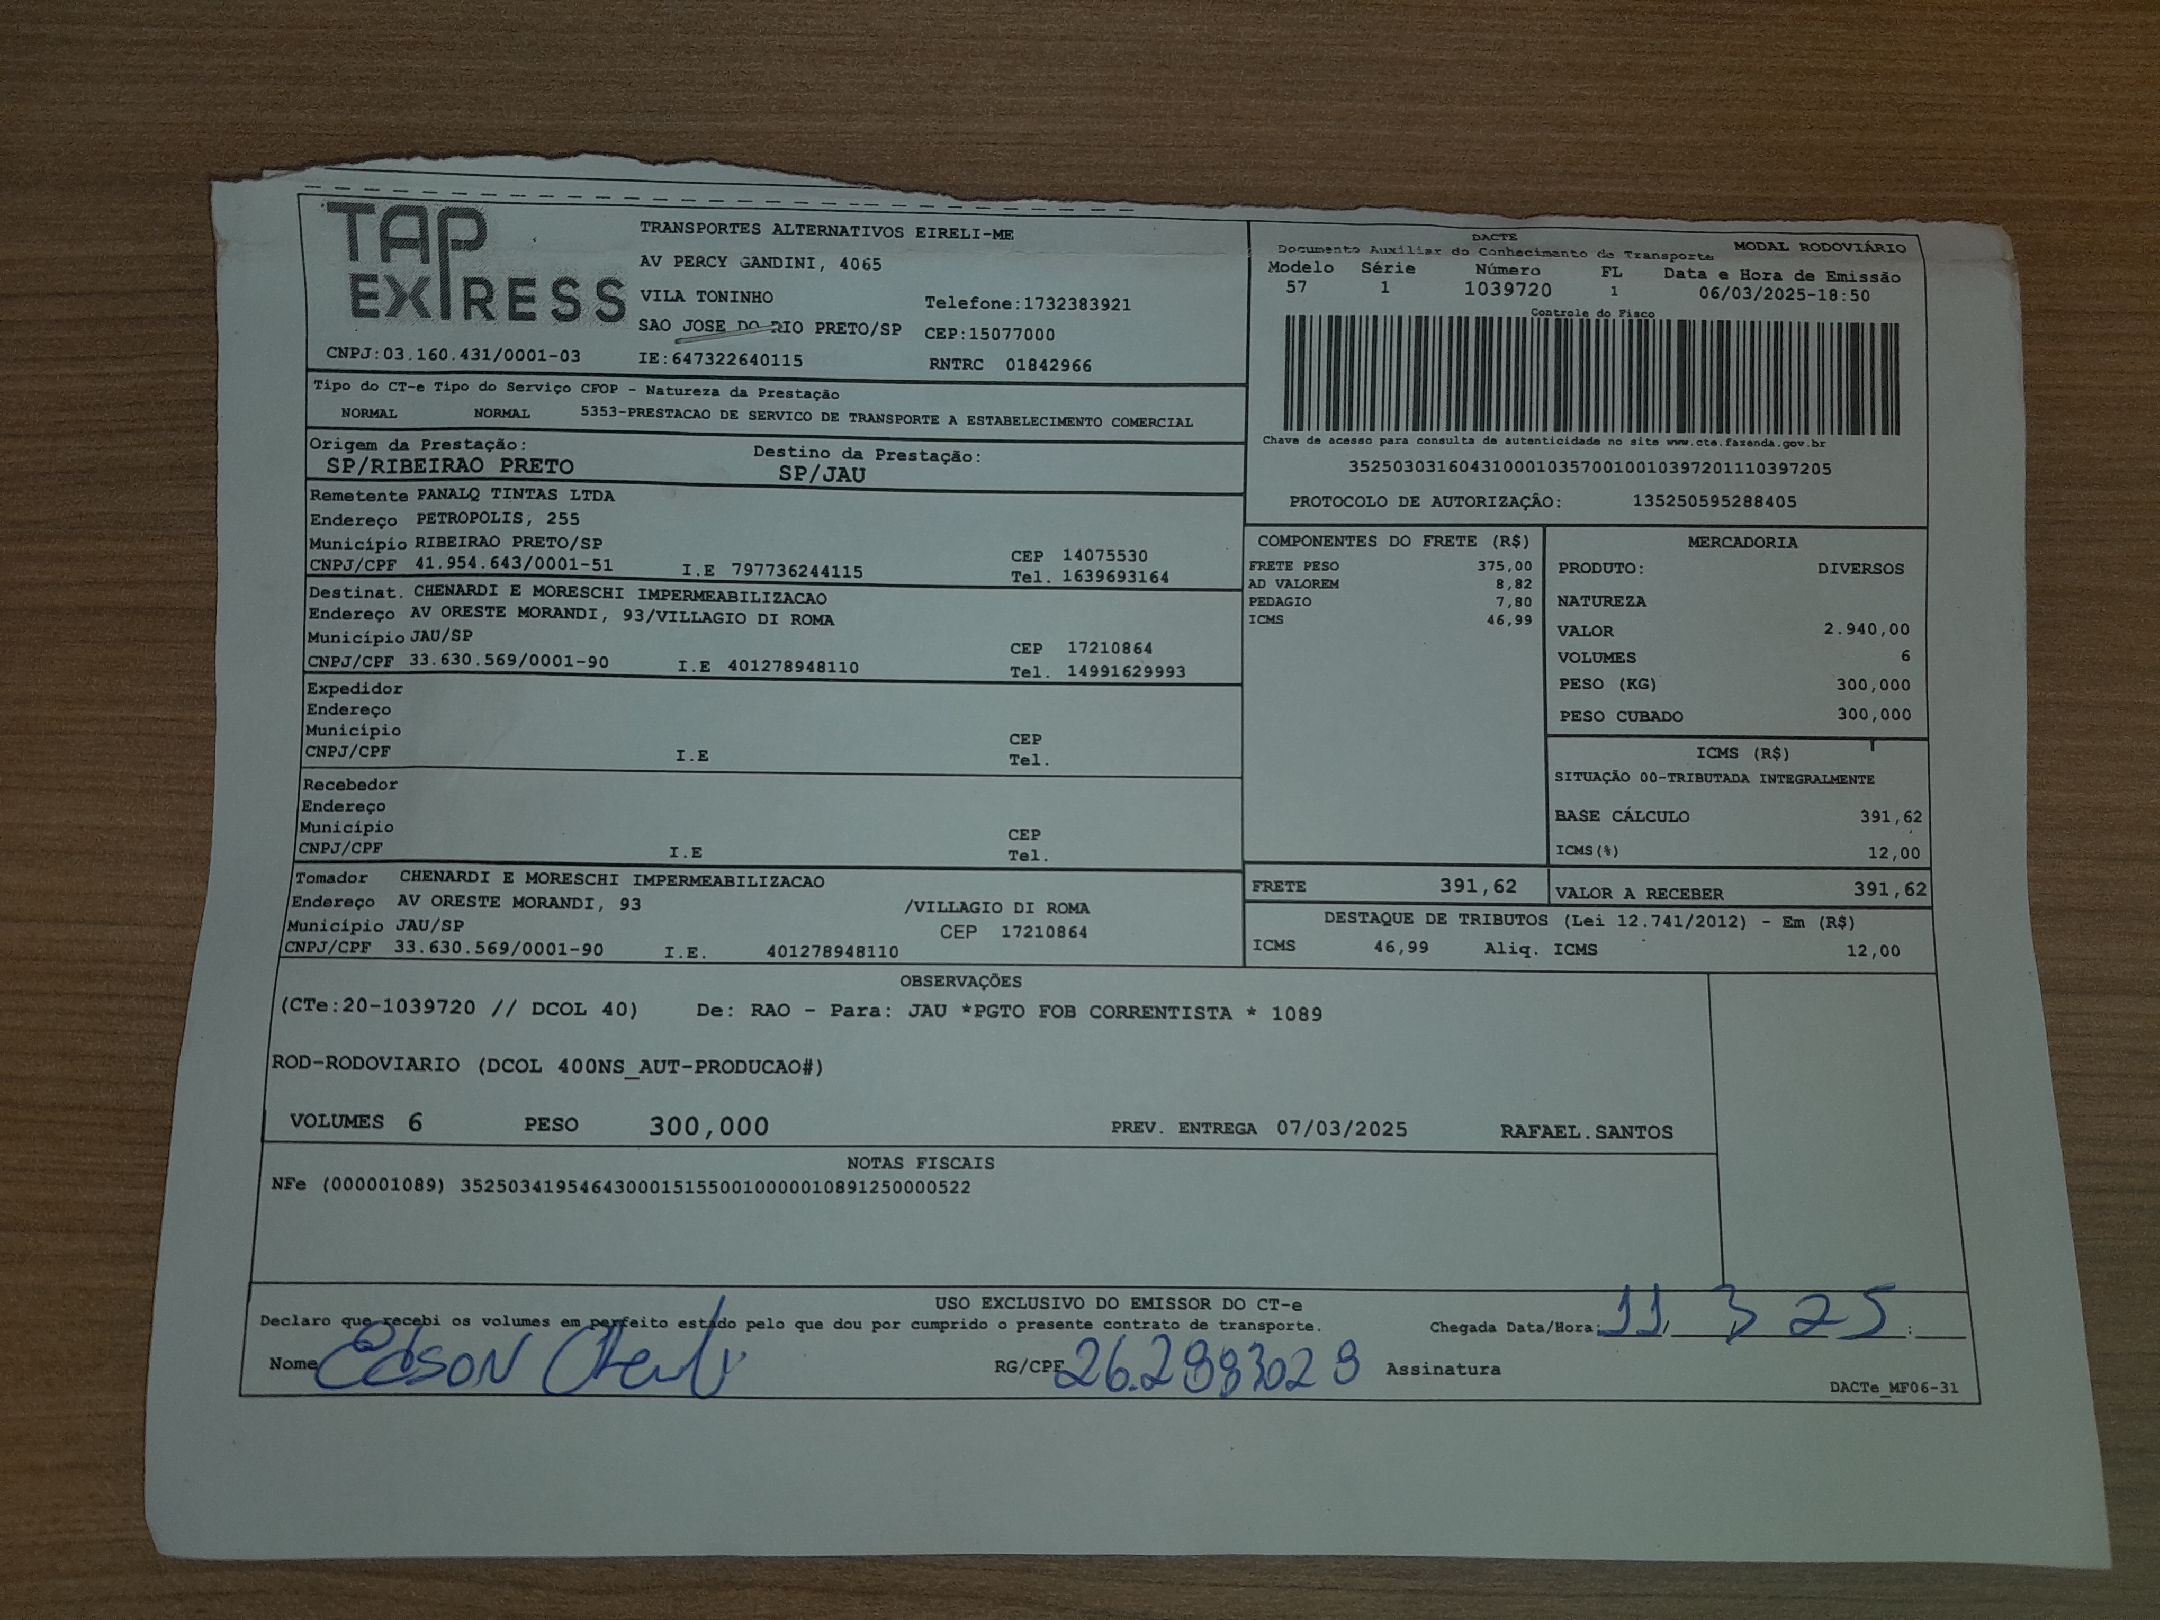 TAP EXPRESS
TRANSPORTES ALTERNATIVOS EIRELI-ME
AV PERCY GANDINI, 4065
VILA TONINHO Telefone:1732383921
SAO JOSE DO RIO PRETO/SP CEP:15077000
CNPJ:03.160.431/0001-03 IE:647322640115 RNTRC 01842966
DACTE
Documento Auxiliar do Conhecimento de Transporte MODAL RODOVIÁRIO
Modelo Série Número FL Data e Hora de Emissão
57 1 1039720 1 06/03/2025-18:50
Controle do Fisco
Chave de acesso para consulta de autenticidade no site www.cte.fazenda.gov.br
35250303160431000103570010010397201110397205
PROTOCOLO DE AUTORIZAÇÃO: 135250595288405
Tipo do CT-e Tipo do Serviço CFOP - Natureza da Prestação
NORMAL NORMAL 5353-PRESTACAO DE SERVICO DE TRANSPORTE A ESTABELECIMENTO COMERCIAL
Origem da Prestação: Destino da Prestação:
SP/RIBEIRAO PRETO SP/JAU
Remetente PANALQ TINTAS LTDA
Endereço PETROPOLIS, 255
Município RIBEIRAO PRETO/SP CEP 14075530
CNPJ/CPF 41.954.643/0001-51 I.E 797736244115 Tel. 1639693164
Destinat. CHENARDI E MORESCHI IMPERMEABILIZACAO
Endereço AV ORESTE MORANDI, 93/VILLAGIO DI ROMA
Município JAU/SP CEP 17210864
CNPJ/CPF 33.630.569/0001-90 I.E 401278948110 Tel. 14991629993
Expedidor
Endereço
Município CEP
CNPJ/CPF I.E Tel.
Recebedor
Endereço
Município CEP
CNPJ/CPF I.E Tel.
Tomador CHENARDI E MORESCHI IMPERMEABILIZACAO
Endereço AV ORESTE MORANDI, 93 /VILLAGIO DI ROMA
Município JAU/SP CEP 17210864
CNPJ/CPF 33.630.569/0001-90 I.E. 401278948110
COMPONENTES DO FRETE (R$)
FRETE PESO 375,00
AD VALOREM 8,82
PEDAGIO 7,80
ICMS 46,99
MERCADORIA
PRODUTO: DIVERSOS
NATUREZA
VALOR 2.940,00
VOLUMES 6
PESO (KG) 300,000
PESO CUBADO 300,000
ICMS (R$)
SITUAÇÃO 00-TRIBUTADA INTEGRALMENTE
BASE CÁLCULO 391,62
ICMS(%) 12,00
FRETE 391,62 VALOR A RECEBER 391,62
DESTAQUE DE TRIBUTOS (Lei 12.741/2012) - Em (R$)
ICMS 46,99 Aliq. ICMS 12,00
OBSERVAÇÕES
(CTe:20-1039720 // DCOL 40) De: RAO - Para: JAU *PGTO FOB CORRENTISTA * 1089
ROD-RODOVIARIO (DCOL 400NS_AUT-PRODUCAO#)
VOLUMES 6 PESO 300,000 PREV. ENTREGA 07/03/2025 RAFAEL.SANTOS
NOTAS FISCAIS
NFe (000001089) 35250341954643000151550010000010891250000522
USO EXCLUSIVO DO EMISSOR DO CT-e
Declaro que recebi os volumes em perfeito estado pelo que dou por cumprido o presente contrato de transporte. Chegada Data/Hora: 11 3 25
Nome Edson RG/CPF Assinatura
DACTe_MF06-31